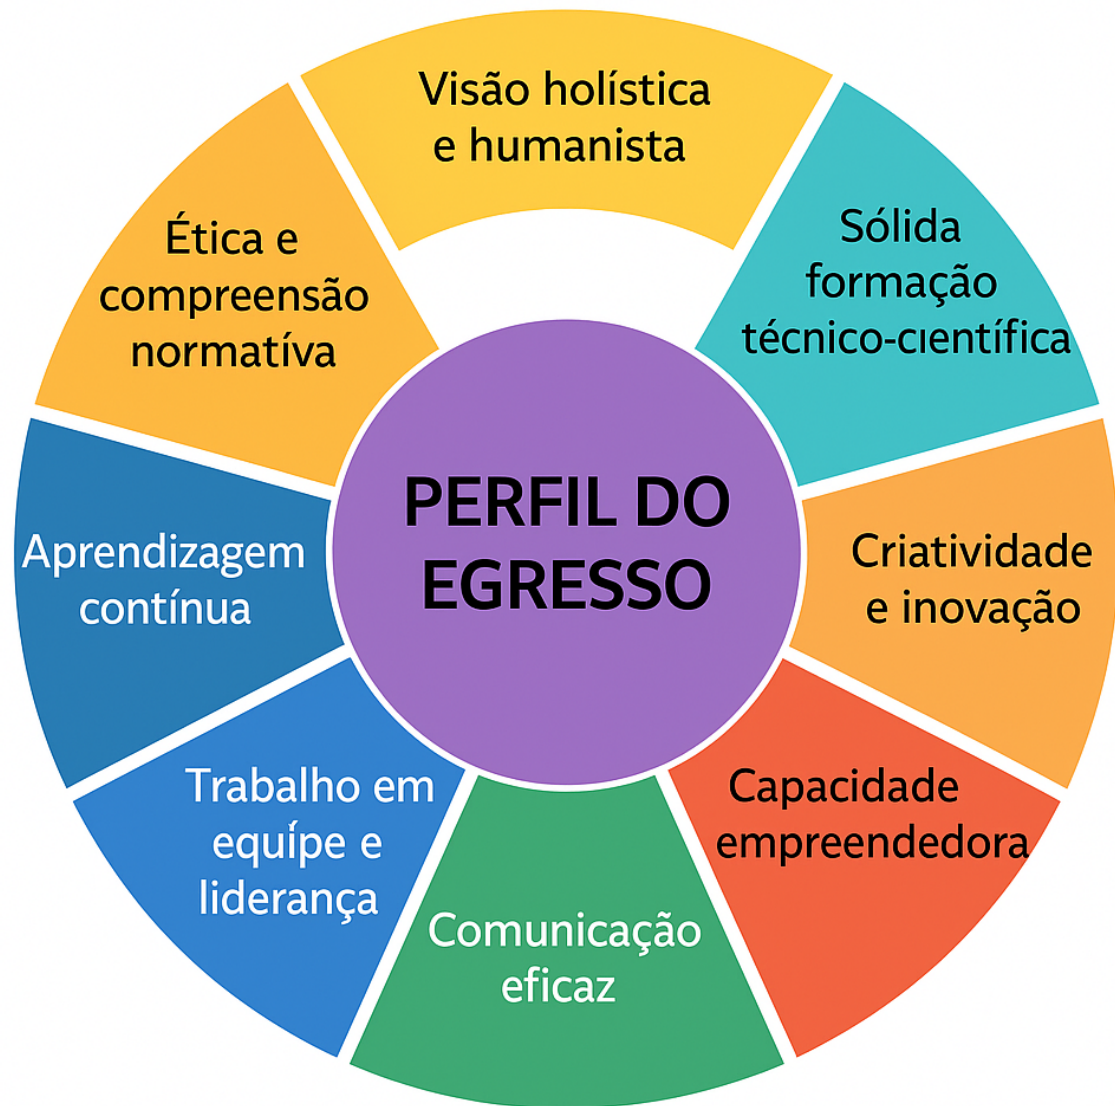 Visão holística
e humanista
Sólida
formação
técnico-cıentífica
Criatividade
e inovação
Capacidade
empreendedora
Comunicação
eficaz
Trabalho em
equípe e
liderança
Aprendizagem
contínua
Ética e
compreensão
normatíva
PERFIL DO
EGRESSO